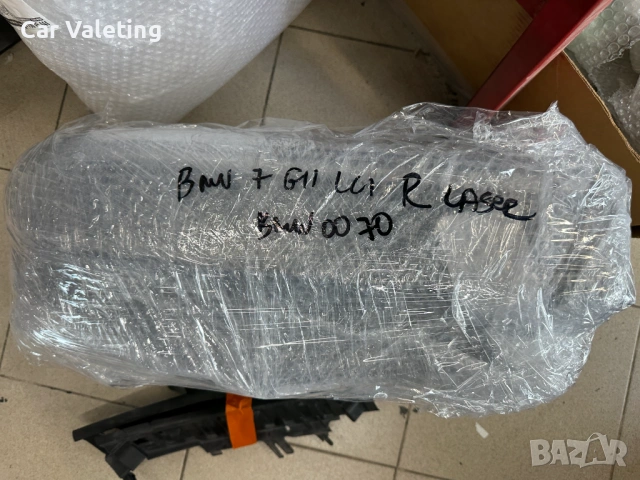 Car Valeting
BMW 7 G11 LCI R LASER
BMW 0070
BAZAR